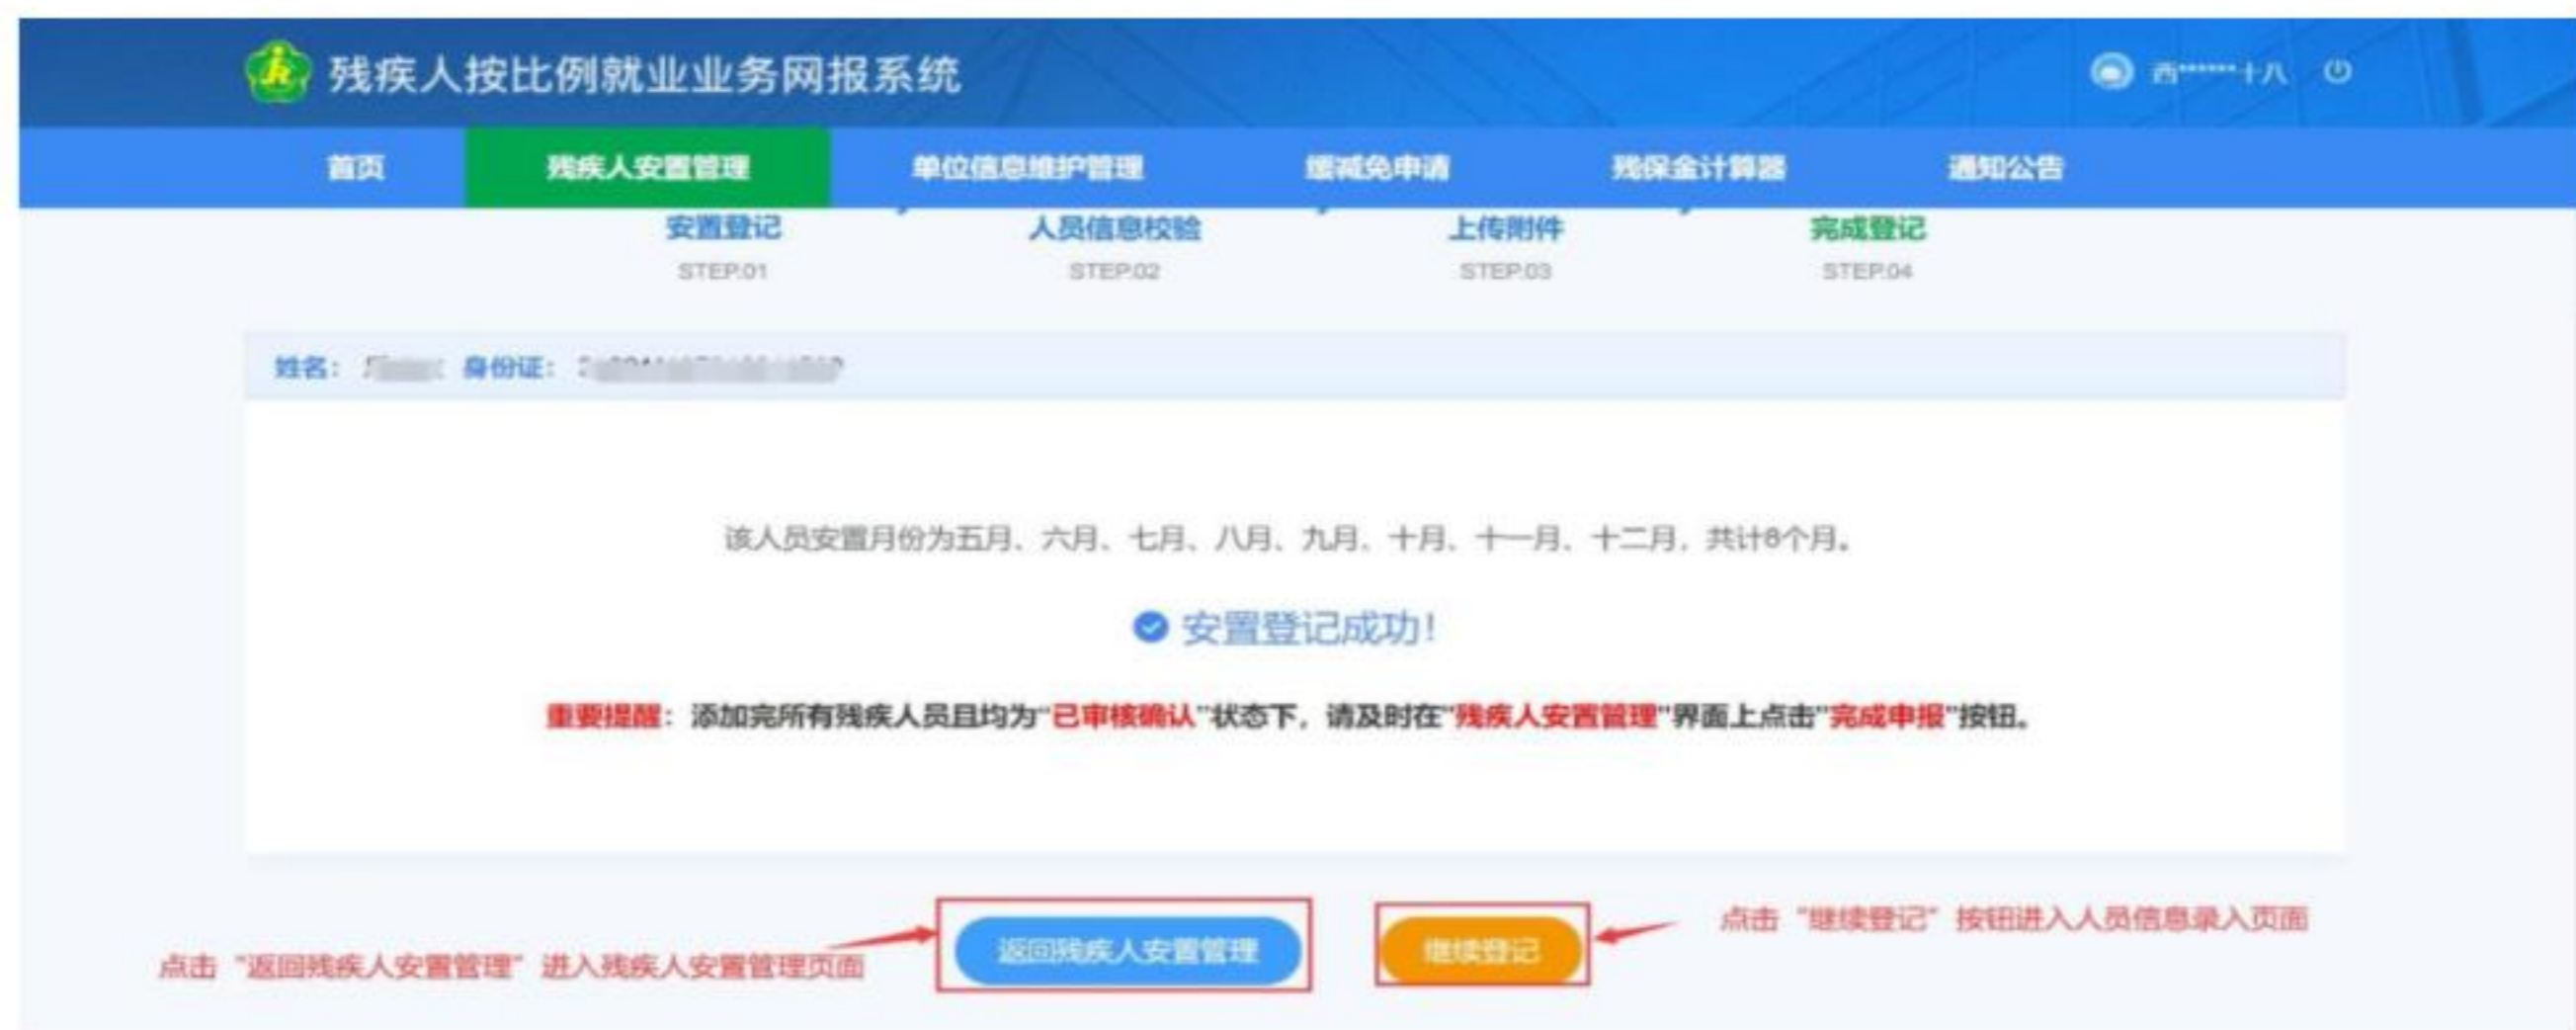 残疾人按比例就业业务网报系统
西******十八
首页 残疾人安置管理 单位信息维护管理 缓减免申请 残保金计算器 通知公告
安置登记 人员信息校验 上传附件 完成登记
STEP.01 STEP.02 STEP.03 STEP.04
姓名： 身份证：
该人员安置月份为五月、六月、七月、八月、九月、十月、十一月、十二月，共计8个月。
安置登记成功！
重要提醒：添加完所有残疾人员且均为“已审核确认”状态下，请及时在“残疾人安置管理”界面上点击“完成申报”按钮。
点击“返回残疾人安置管理”进入残疾人安置管理页面
返回残疾人安置管理
继续登记
点击“继续登记”按钮进入人员信息录入页面